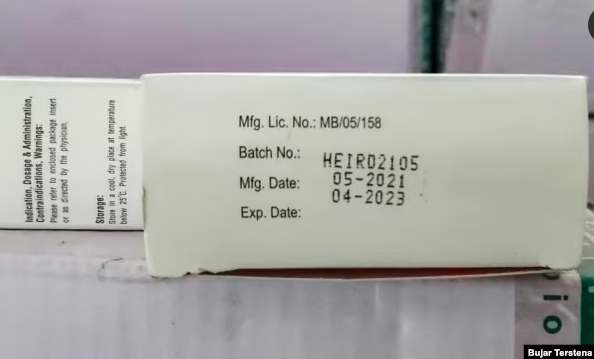 Indication, Dosage & Administration,
Contraindications, Warnings:
Please refer to enclosed package insert
or as directed by the physician.
Storage:
Store in a cool, dry place at temperature
below 25°C. Protected from light.
Mfg. Lic. No.: MB/05/158
Batch No.: HEIRD2105
Mfg. Date: 05-2021
Exp. Date: 04-2023
oio
Bujar Terstena